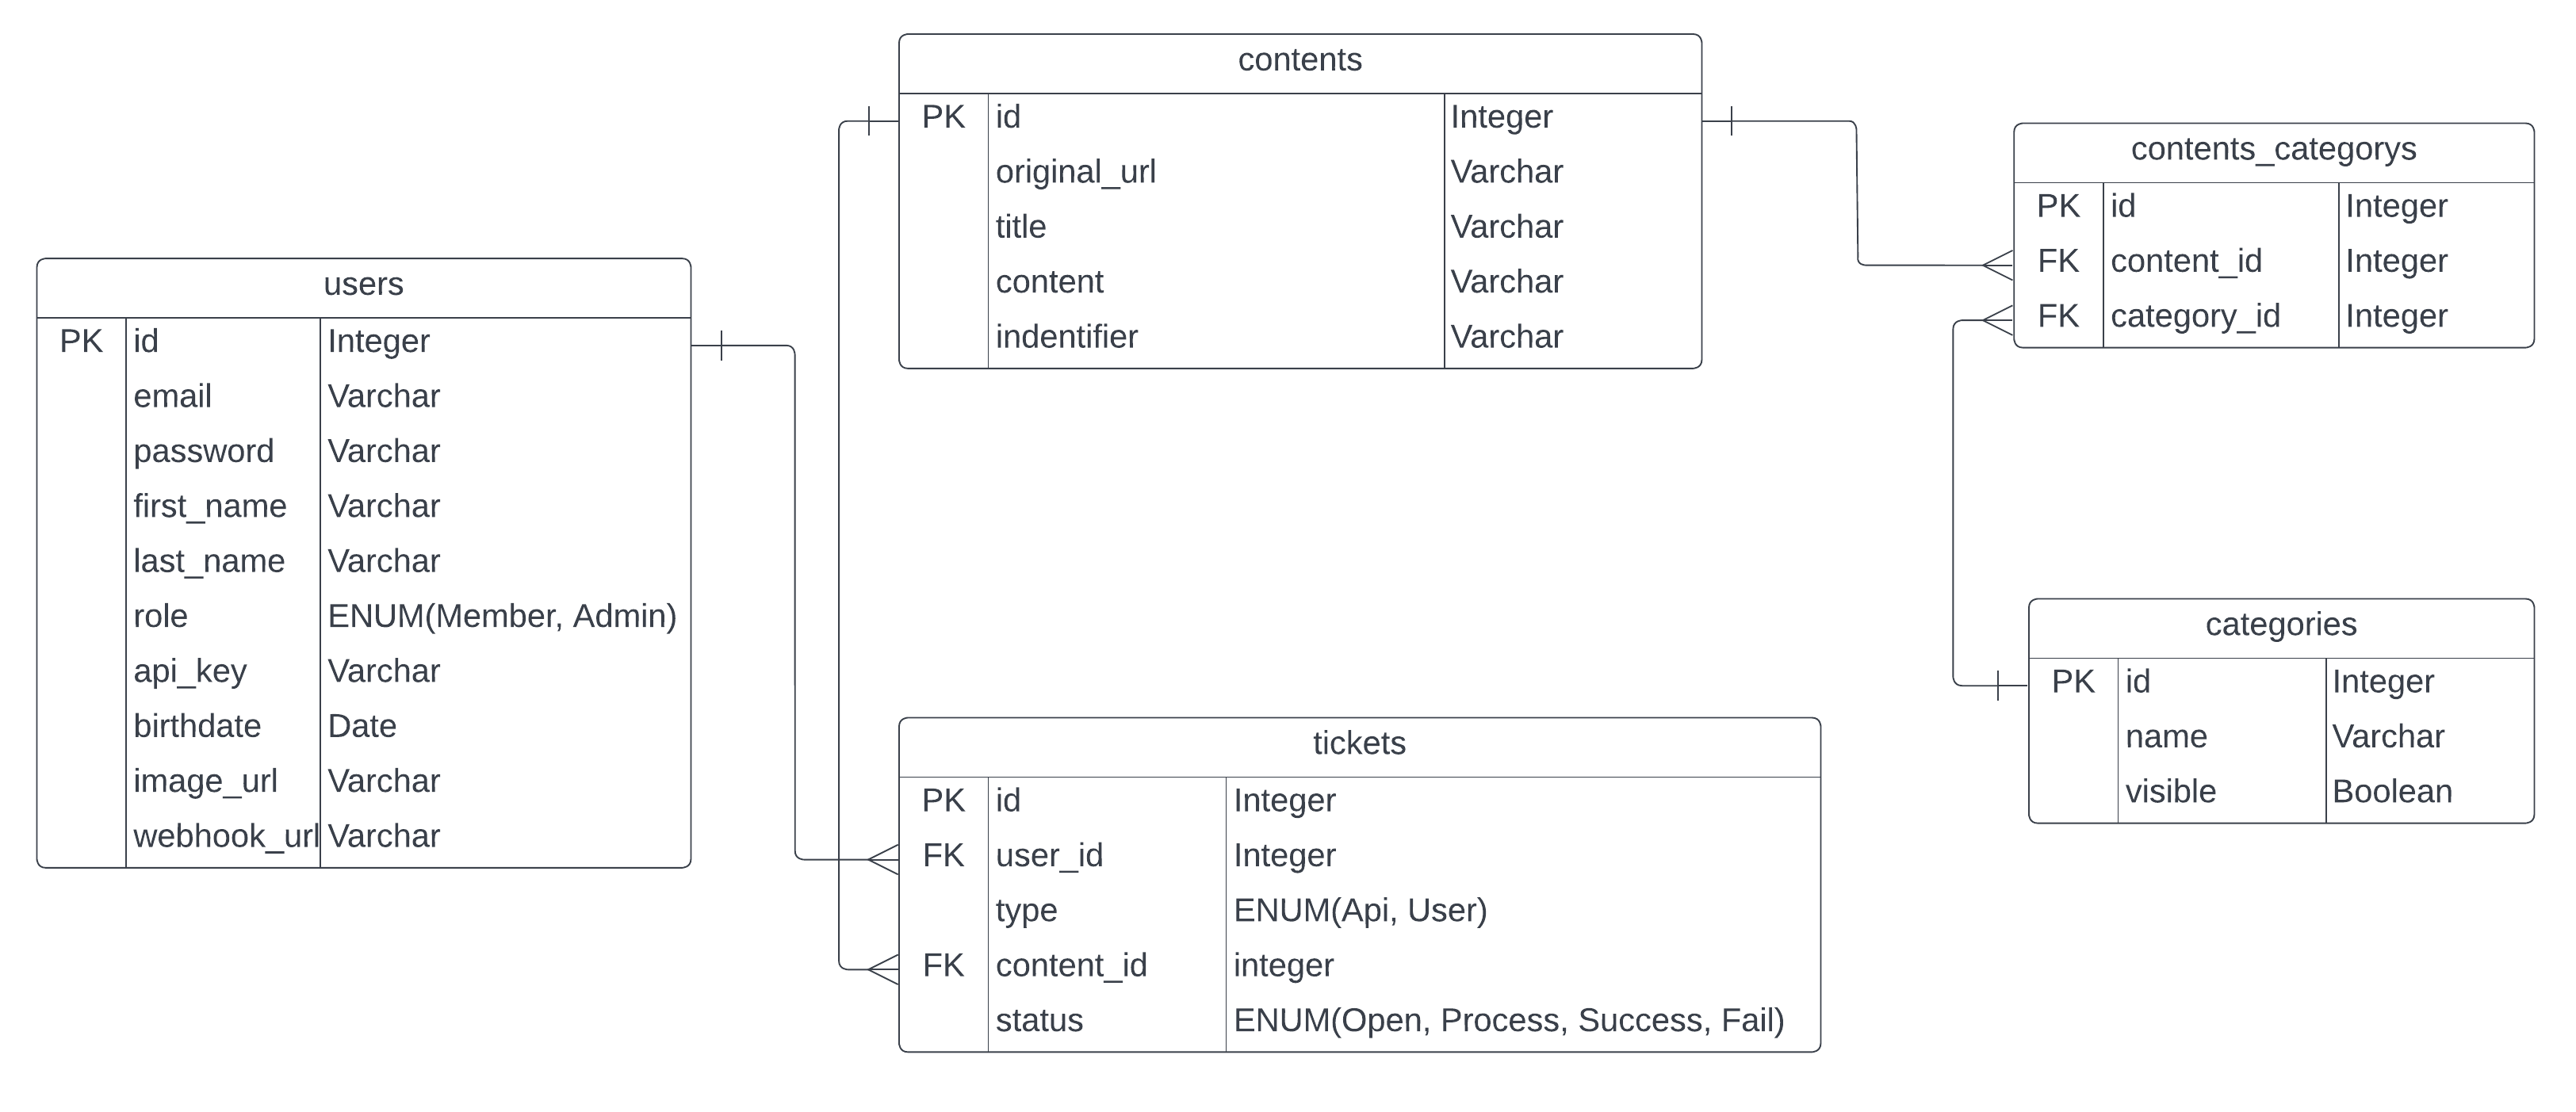 contents
PK id Integer
original_url Varchar
title Varchar
content Varchar
indentifier Varchar
contents_categorys
PK id Integer
FK content_id Integer
FK category_id Integer
users
PK id Integer
email Varchar
password Varchar
first_name Varchar
last_name Varchar
role ENUM(Member, Admin)
api_key Varchar
birthdate Date
image_url Varchar
webhook_url Varchar
categories
PK id Integer
name Varchar
visible Boolean
tickets
PK id Integer
FK user_id Integer
type ENUM(Api, User)
FK content_id integer
status ENUM(Open, Process, Success, Fail)